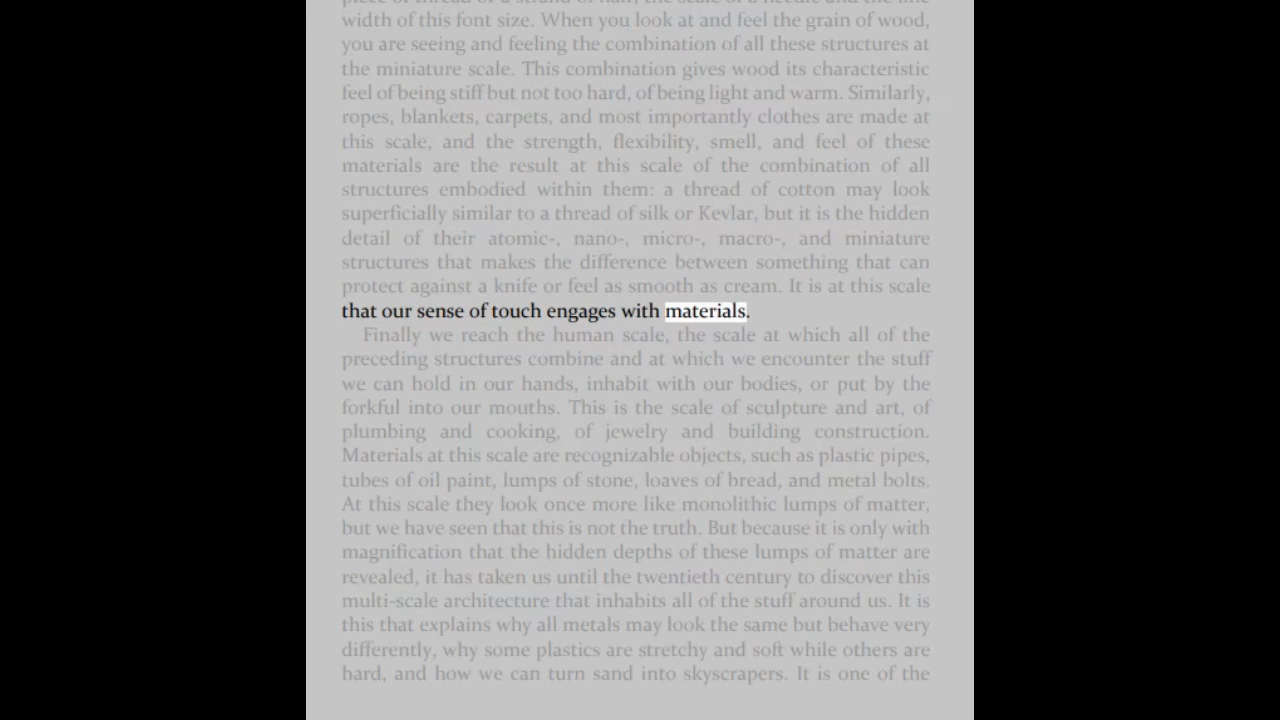 piece of thread or a strand of hair, the scale of a needle and the line
width of this font size. When you look at and feel the grain of wood,
you are seeing and feeling the combination of all these structures at
the miniature scale. This combination gives wood its characteristic
feel of being stiff but not too hard, of being light and warm. Similarly,
ropes, blankets, carpets, and most importantly clothes are made at
this scale, and the strength, flexibility, smell, and feel of these
materials are the result at this scale of the combination of all
structures embodied within them: a thread of cotton may look
superficially similar to a thread of silk or Kevlar, but it is the hidden
detail of their atomic-, nano-, micro-, macro-, and miniature
structures that makes the difference between something that can
protect against a knife or feel as smooth as cream. It is at this scale
that our sense of touch engages with materials.
Finally we reach the human scale, the scale at which all of the
preceding structures combine and at which we encounter the stuff
we can hold in our hands, inhabit with our bodies, or put by the
forkful into our mouths. This is the scale of sculpture and art, of
plumbing and cooking, of jewelry and building construction.
Materials at this scale are recognizable objects, such as plastic pipes,
tubes of oil paint, lumps of stone, loaves of bread, and metal bolts.
At this scale they look once more like monolithic lumps of matter,
but we have seen that this is not the truth. But because it is only with
magnification that the hidden depths of these lumps of matter are
revealed, it has taken us until the twentieth century to discover this
multi-scale architecture that inhabits all of the stuff around us. It is
this that explains why all metals may look the same but behave very
differently, why some plastics are stretchy and soft while others are
hard, and how we can turn sand into skyscrapers. It is one of the